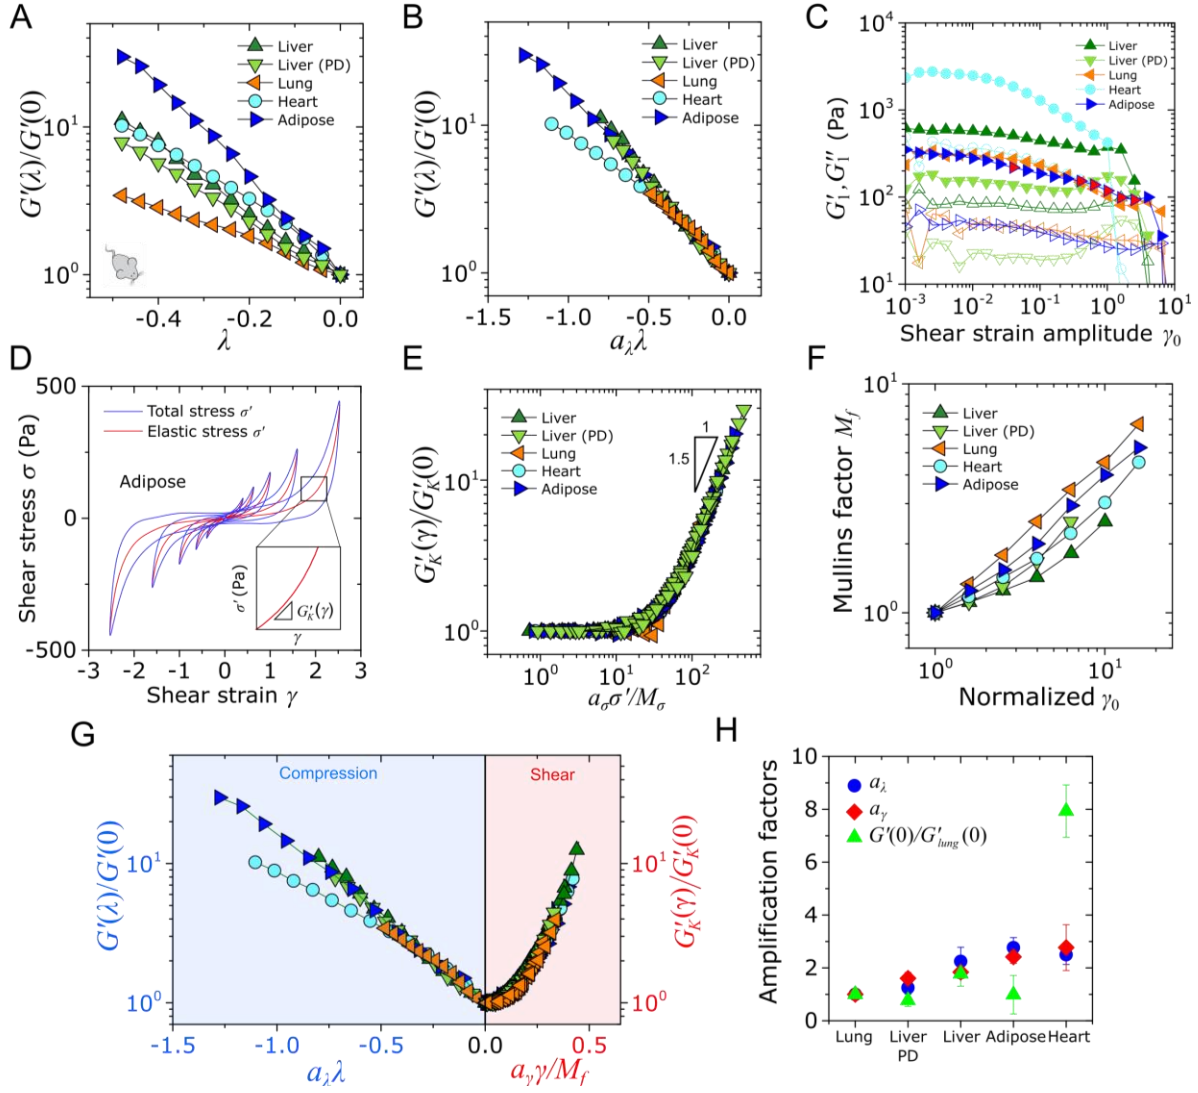 A
G'(λ)/G'(0)
10¹
10⁰
Liver
Liver (PD)
Lung
Heart
Adipose
-0.4
-0.2
0.0
λ
B
G'(λ)/G'(0)
10¹
10⁰
Liver
Liver (PD)
Lung
Heart
Adipose
-1.5
-1.0
-0.5
0.0
a_λλ
C
G₁', G₁'' (Pa)
10⁴
10³
10²
10¹
Liver
Liver (PD)
Lung
Heart
Adipose
10⁻³
10⁻²
10⁻¹
10⁰
10¹
Shear strain amplitude γ₀
D
Shear stress σ (Pa)
500
0
-500
Total stress σ'
Elastic stress σ'
Adipose
σ' (Pa)
G'_K(γ)
γ
-3
-2
-1
0
1
2
3
Shear strain γ
E
G'_K(γ)/G'_K(0)
10¹
10⁰
Liver
Liver (PD)
Lung
Heart
Adipose
1
1.5
10⁰
10¹
10²
a_σσ'/M_σ
F
Mullins factor M_f
10¹
10⁰
Liver
Liver (PD)
Lung
Heart
Adipose
10⁰
10¹
Normalized γ₀
G
G'(λ)/G'(0)
10¹
10⁰
Compression
Shear
10¹
10⁰
G'_K(γ)/G'_K(0)
-1.5
-1.0
-0.5
0.0
0.5
a_λλ
a_γγ/M_f
H
Amplification factors
10
8
6
4
2
0
a_λ
a_γ
G'(0)/G'_lung(0)
Lung
Liver PD
Liver
Adipose
Heart